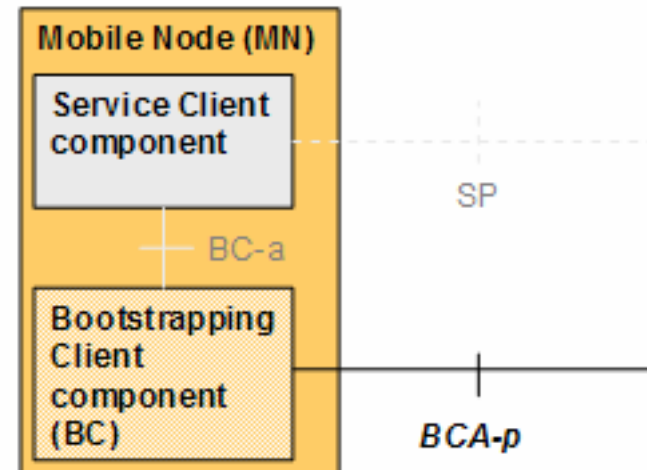 Mobile Node (MN)
Service Client
component
SP
BC-a
Bootstrapping
Client
component
(BC)
BCA-p